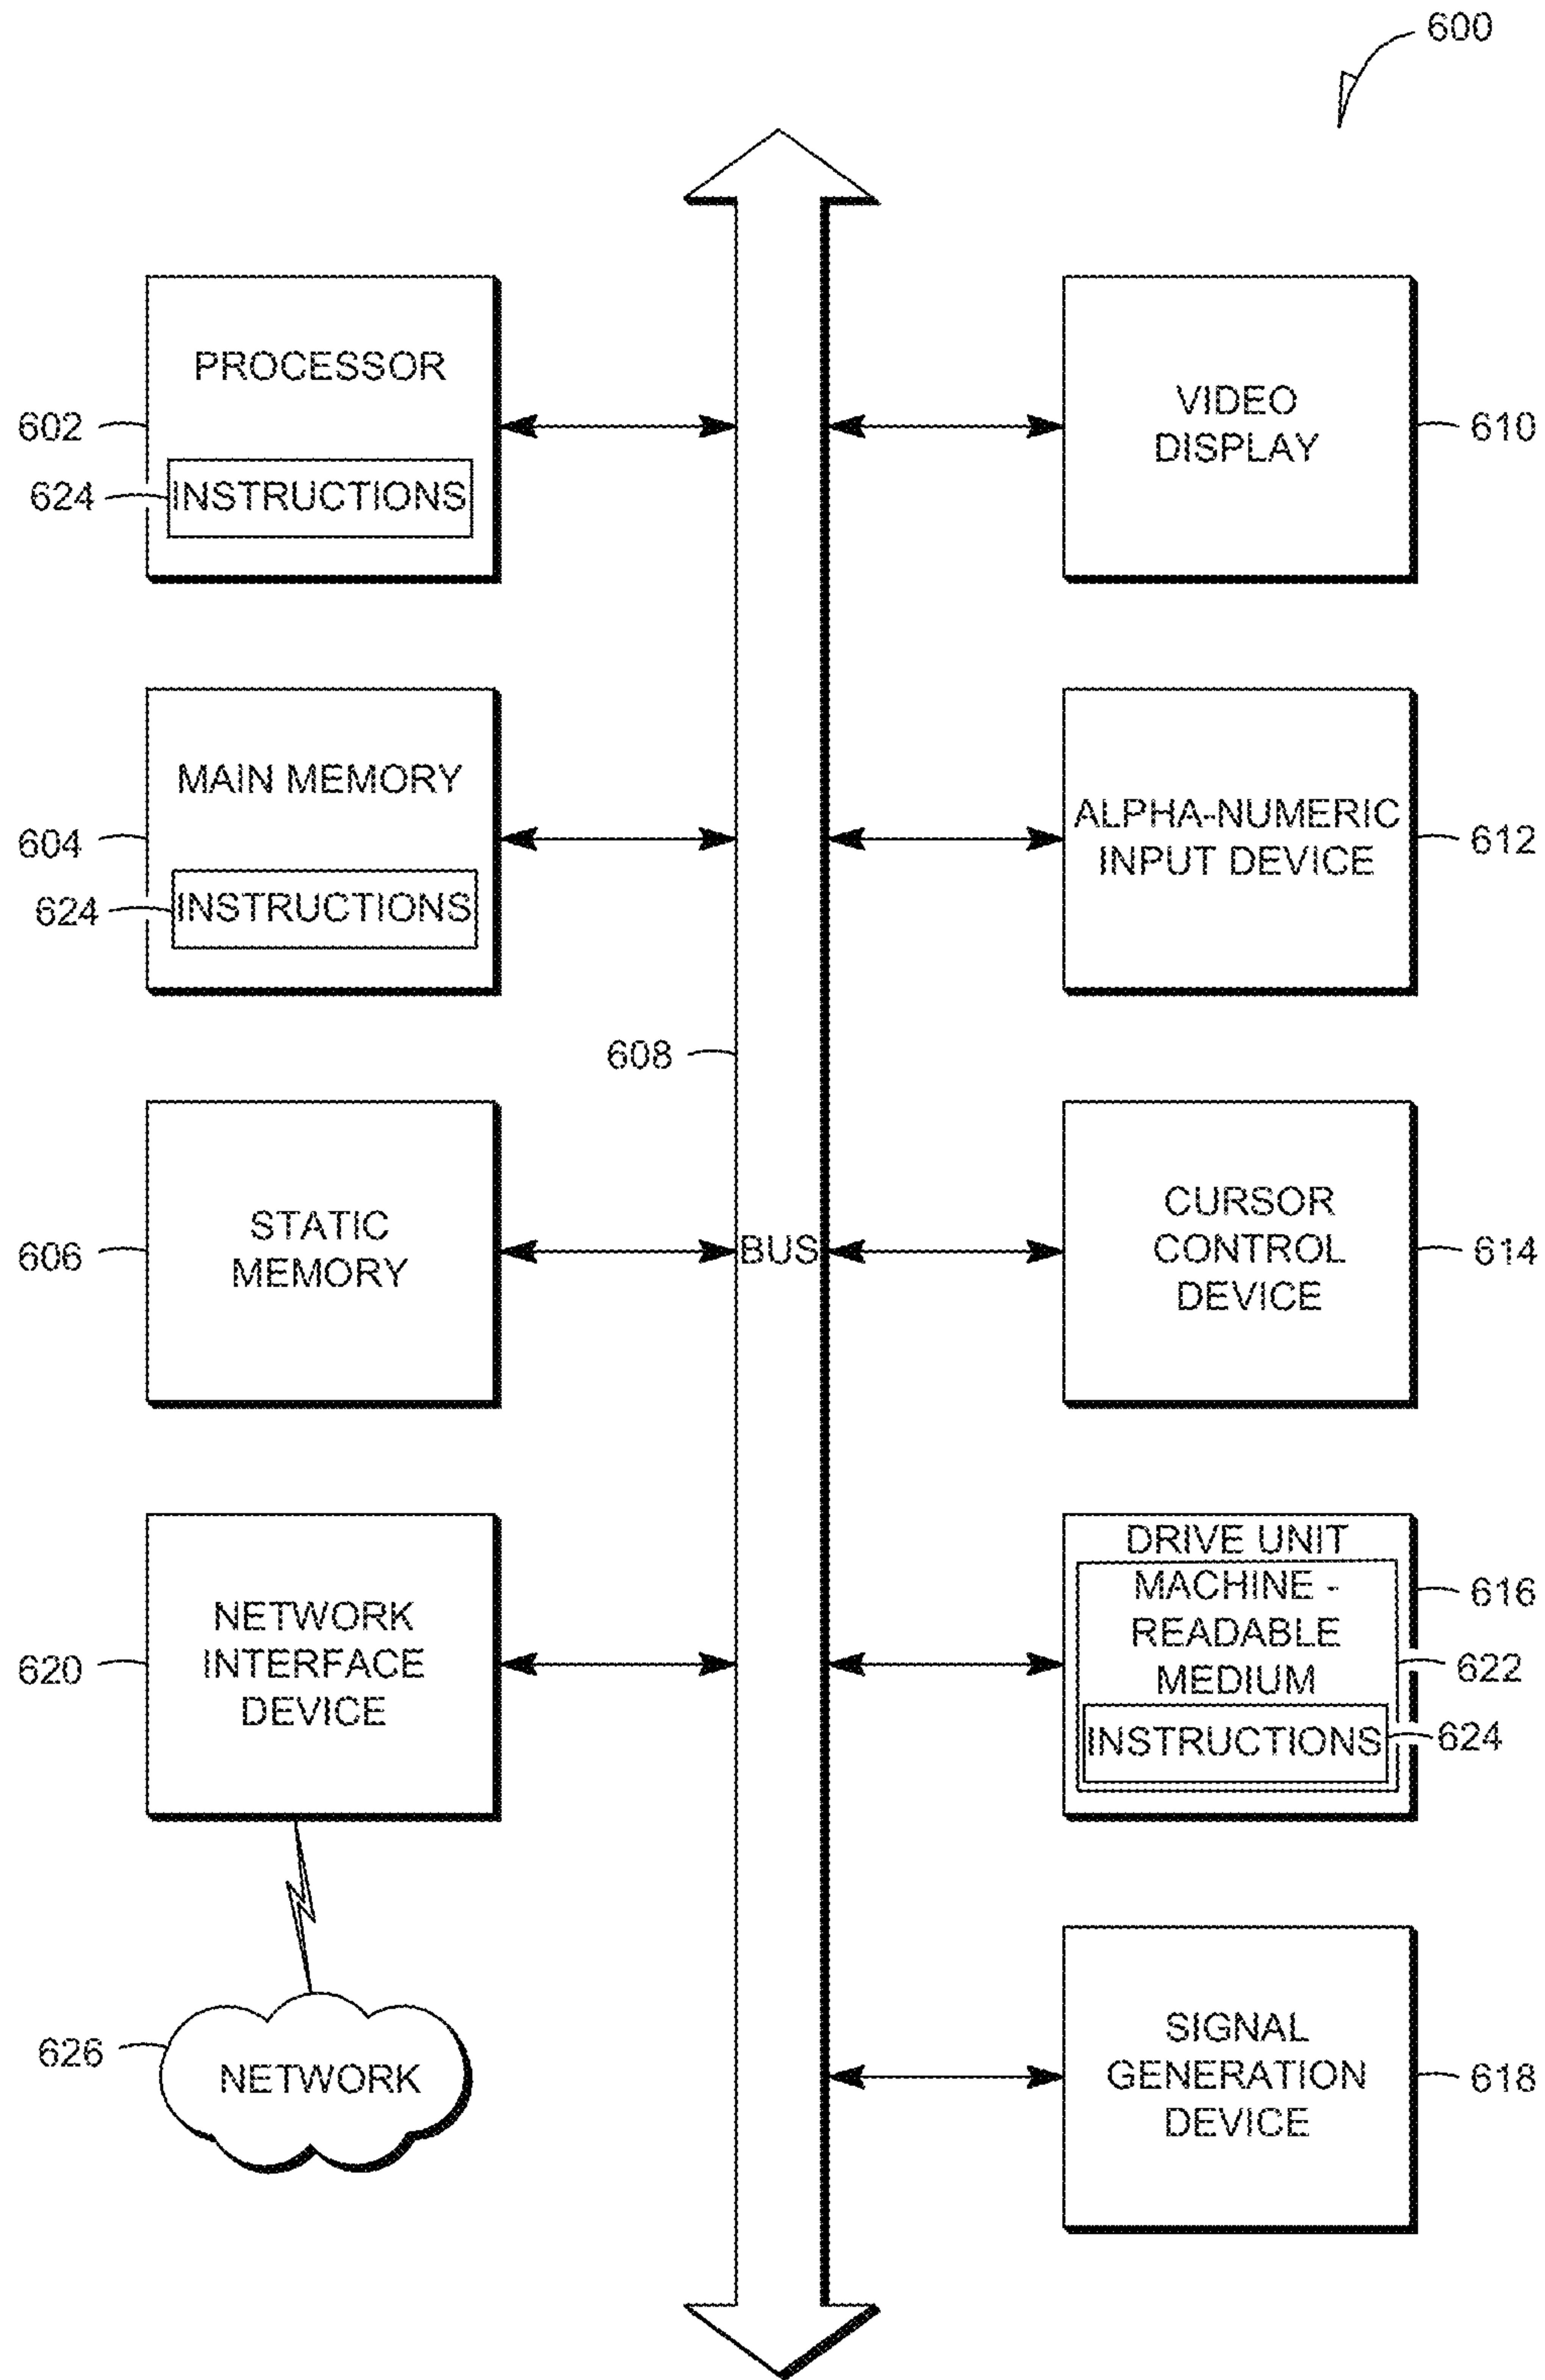 600
PROCESSOR
602
624
INSTRUCTIONS
VIDEO
DISPLAY
610
MAIN MEMORY
604
624
INSTRUCTIONS
ALPHA-NUMERIC
INPUT DEVICE
612
608
STATIC
MEMORY
606
BUS
CURSOR
CONTROL
DEVICE
614
NETWORK
INTERFACE
DEVICE
620
DRIVE UNIT
MACHINE -
READABLE
MEDIUM
616
622
INSTRUCTIONS
624
626
NETWORK
SIGNAL
GENERATION
DEVICE
618